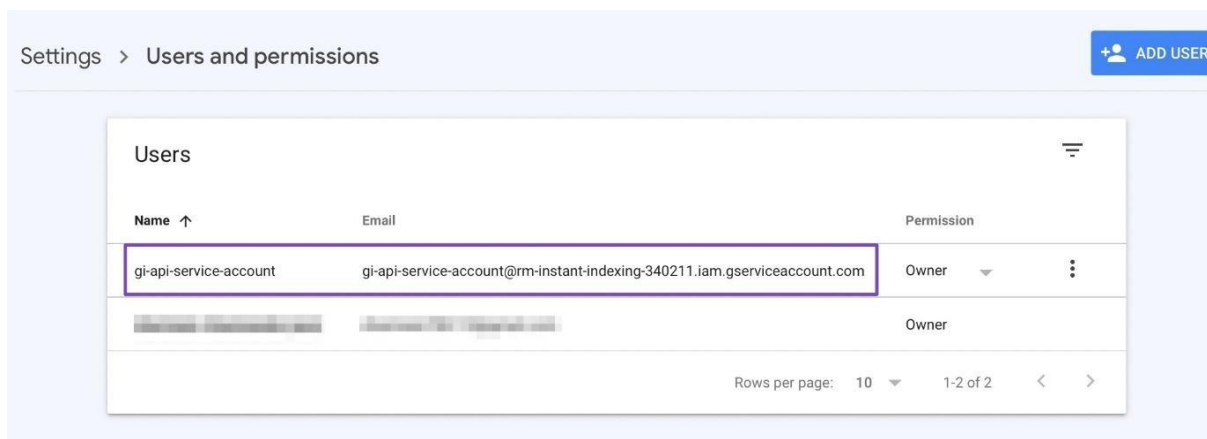 Settings > Users and permissions
ADD USER
Users
Name ↑ Email Permission
gi-api-service-account gi-api-service-account@rm-instant-indexing-340211.iam.gserviceaccount.com Owner
Owner
Rows per page: 10 1-2 of 2 < >